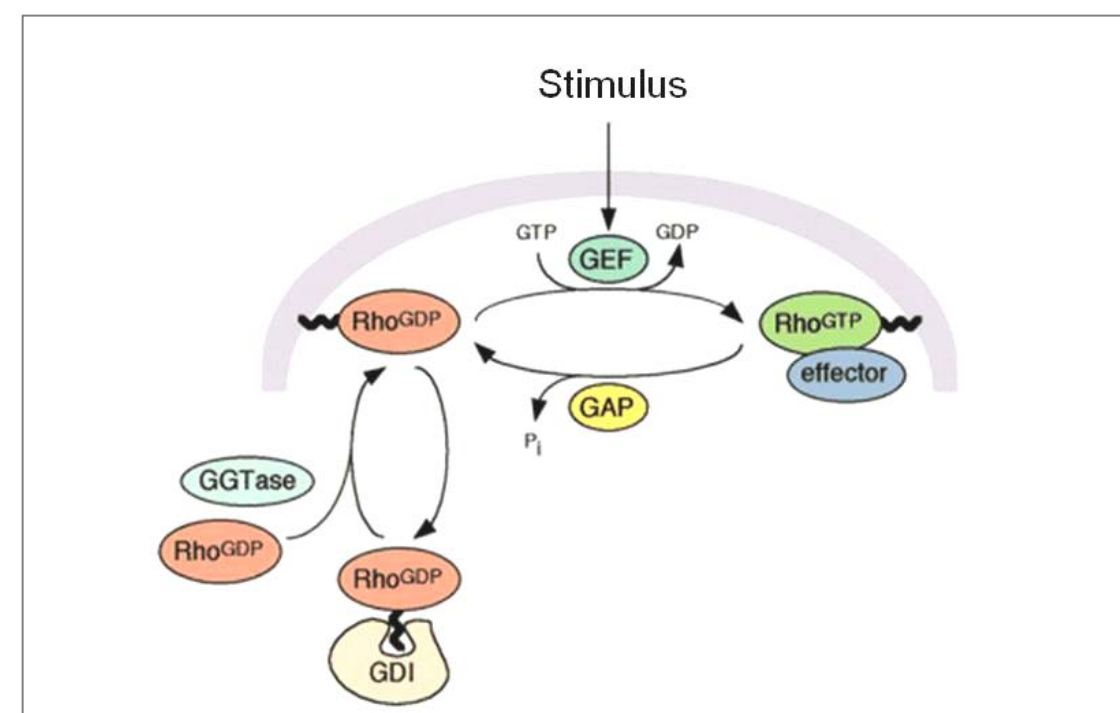 Stimulus
GTP
GDP
GEF
RhoGDP
RhoGTP
effector
GAP
Pi
GGTase
RhoGDP
RhoGDP
GDI